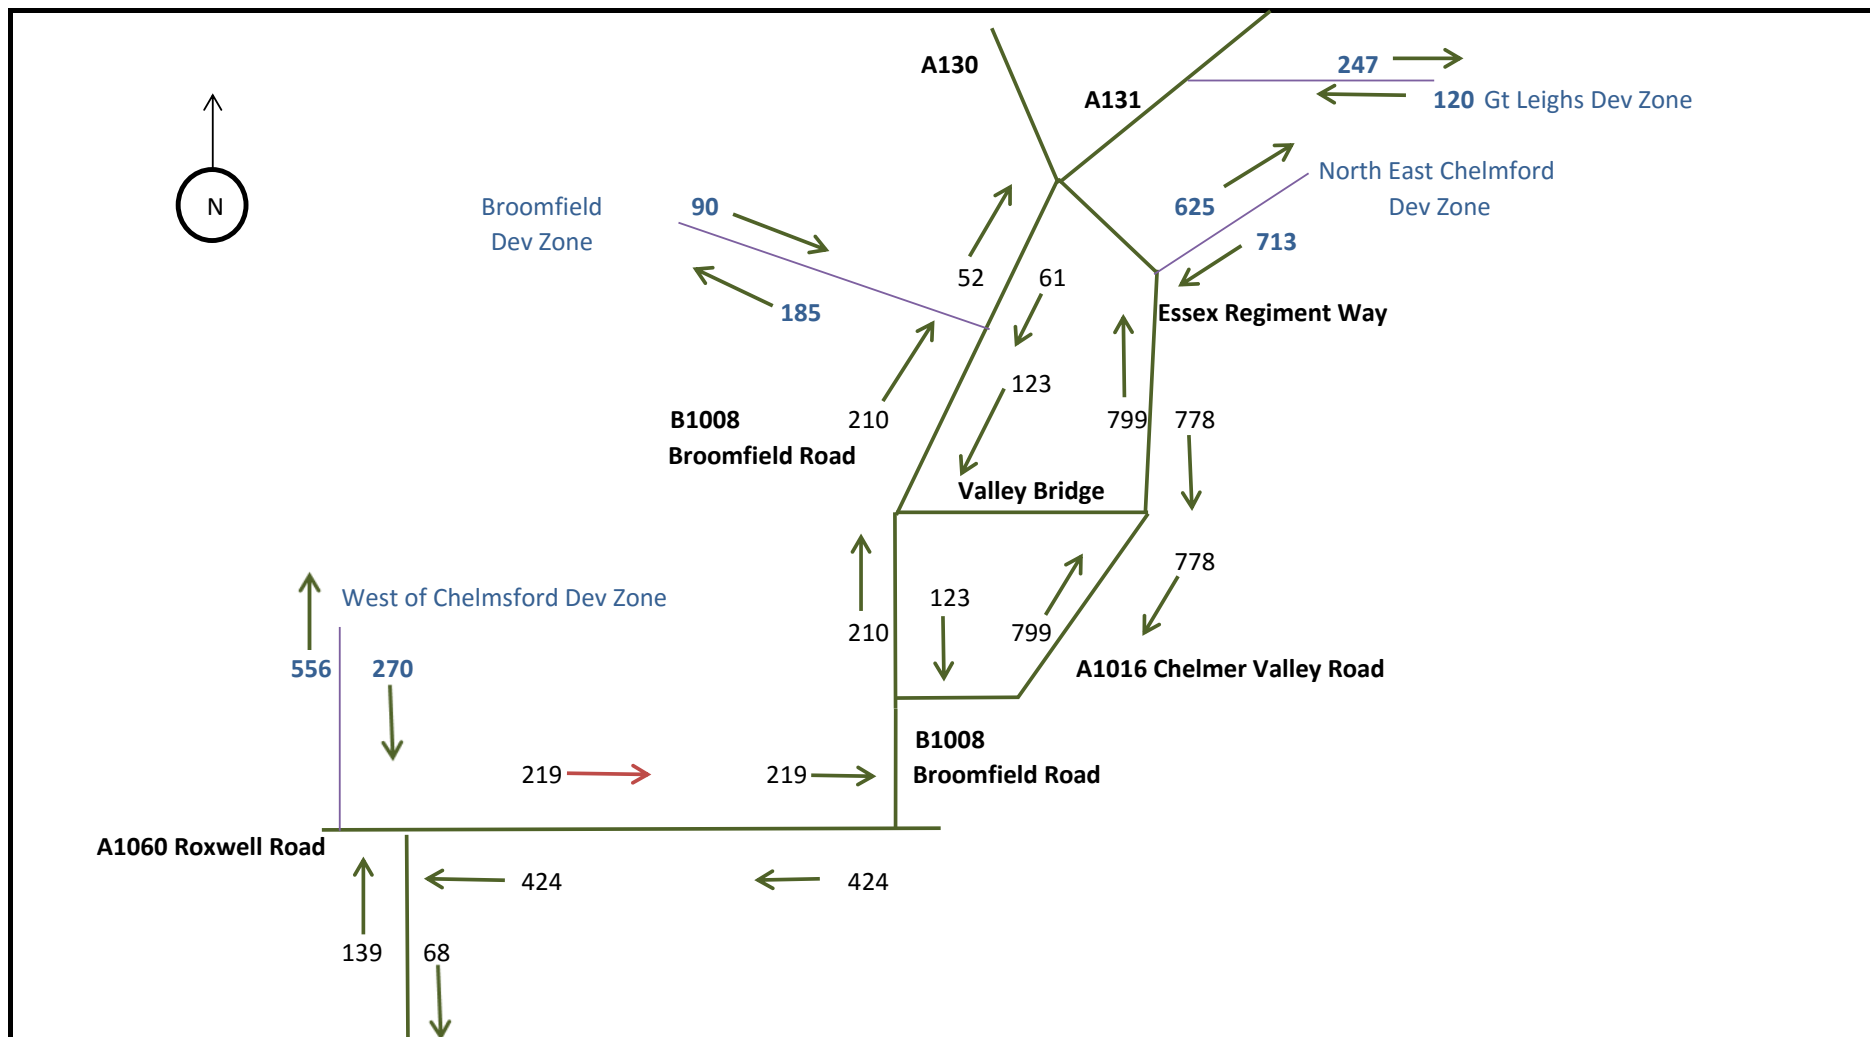 A130
247
A131
120 Gt Leighs Dev Zone
North East Chelmford
Dev Zone
N
Broomfield
Dev Zone
90
625
713
52
61
185
Essex Regiment Way
123
B1008
Broomfield Road
210
799
778
Valley Bridge
778
West of Chelmsford Dev Zone
123
210
799
556
270
A1016 Chelmer Valley Road
B1008
Broomfield Road
219
219
A1060 Roxwell Road
424
424
139
68